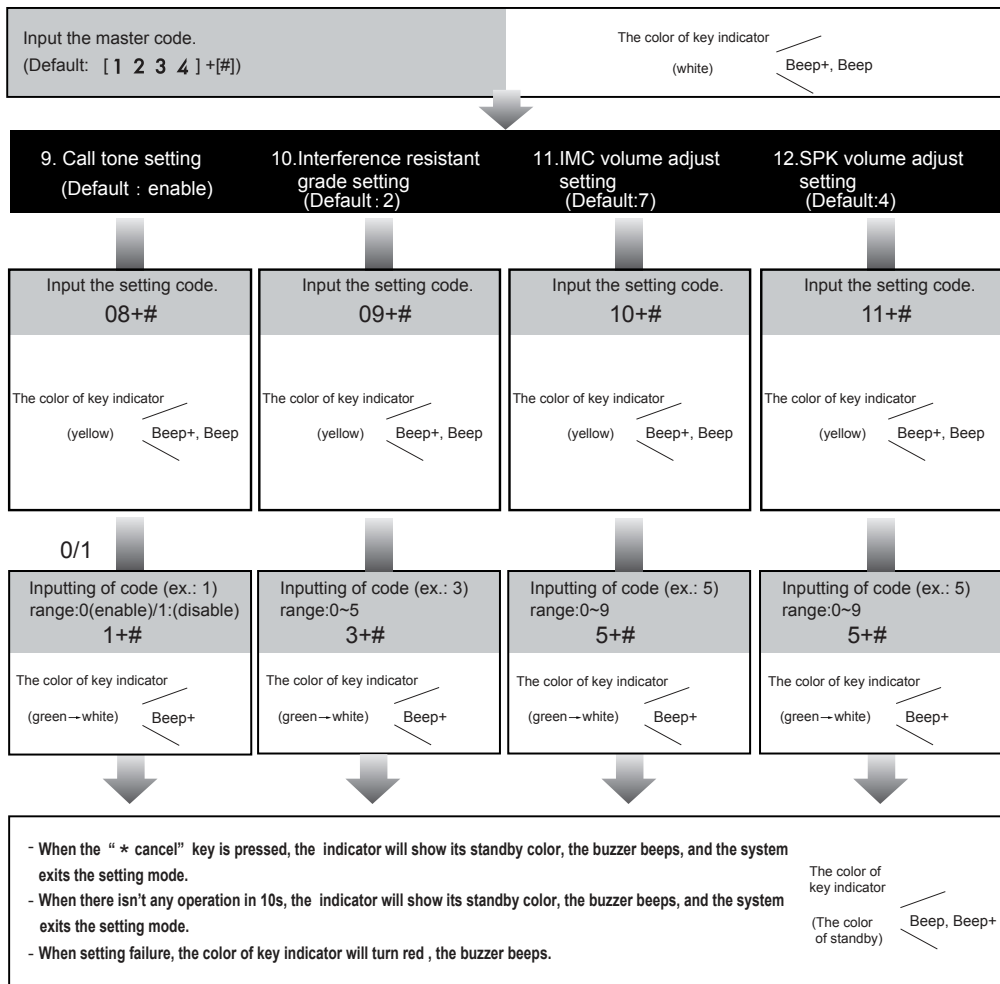 Input the master code.
(Default: [ 1 2 3 4 ] +[#])
The color of key indicator
(white)
Beep+, Beep
9. Call tone setting
(Default : enable)
10.Interference resistant
grade setting
(Default : 2)
11.IMC volume adjust
setting
(Default:7)
12.SPK volume adjust
setting
(Default:4)
Input the setting code.
08+#
The color of key indicator
(yellow)
Beep+, Beep
Input the setting code.
09+#
The color of key indicator
(yellow)
Beep+, Beep
Input the setting code.
10+#
The color of key indicator
(yellow)
Beep+, Beep
Input the setting code.
11+#
The color of key indicator
(yellow)
Beep+, Beep
0/1
Inputting of code (ex.: 1)
range:0(enable)/1:(disable)
1+#
The color of key indicator
(green→white)
Beep+
Inputting of code (ex.: 3)
range:0~5
3+#
The color of key indicator
(green→white)
Beep+
Inputting of code (ex.: 5)
range:0~9
5+#
The color of key indicator
(green→white)
Beep+
Inputting of code (ex.: 5)
range:0~9
5+#
The color of key indicator
(green→white)
Beep+
- When the “ * cancel” key is pressed, the indicator will show its standby color, the buzzer beeps, and the system
exits the setting mode.
- When there isn’t any operation in 10s, the indicator will show its standby color, the buzzer beeps, and the system
exits the setting mode.
- When setting failure, the color of key indicator will turn red , the buzzer beeps.
The color of
key indicator
(The color
of standby)
Beep, Beep+